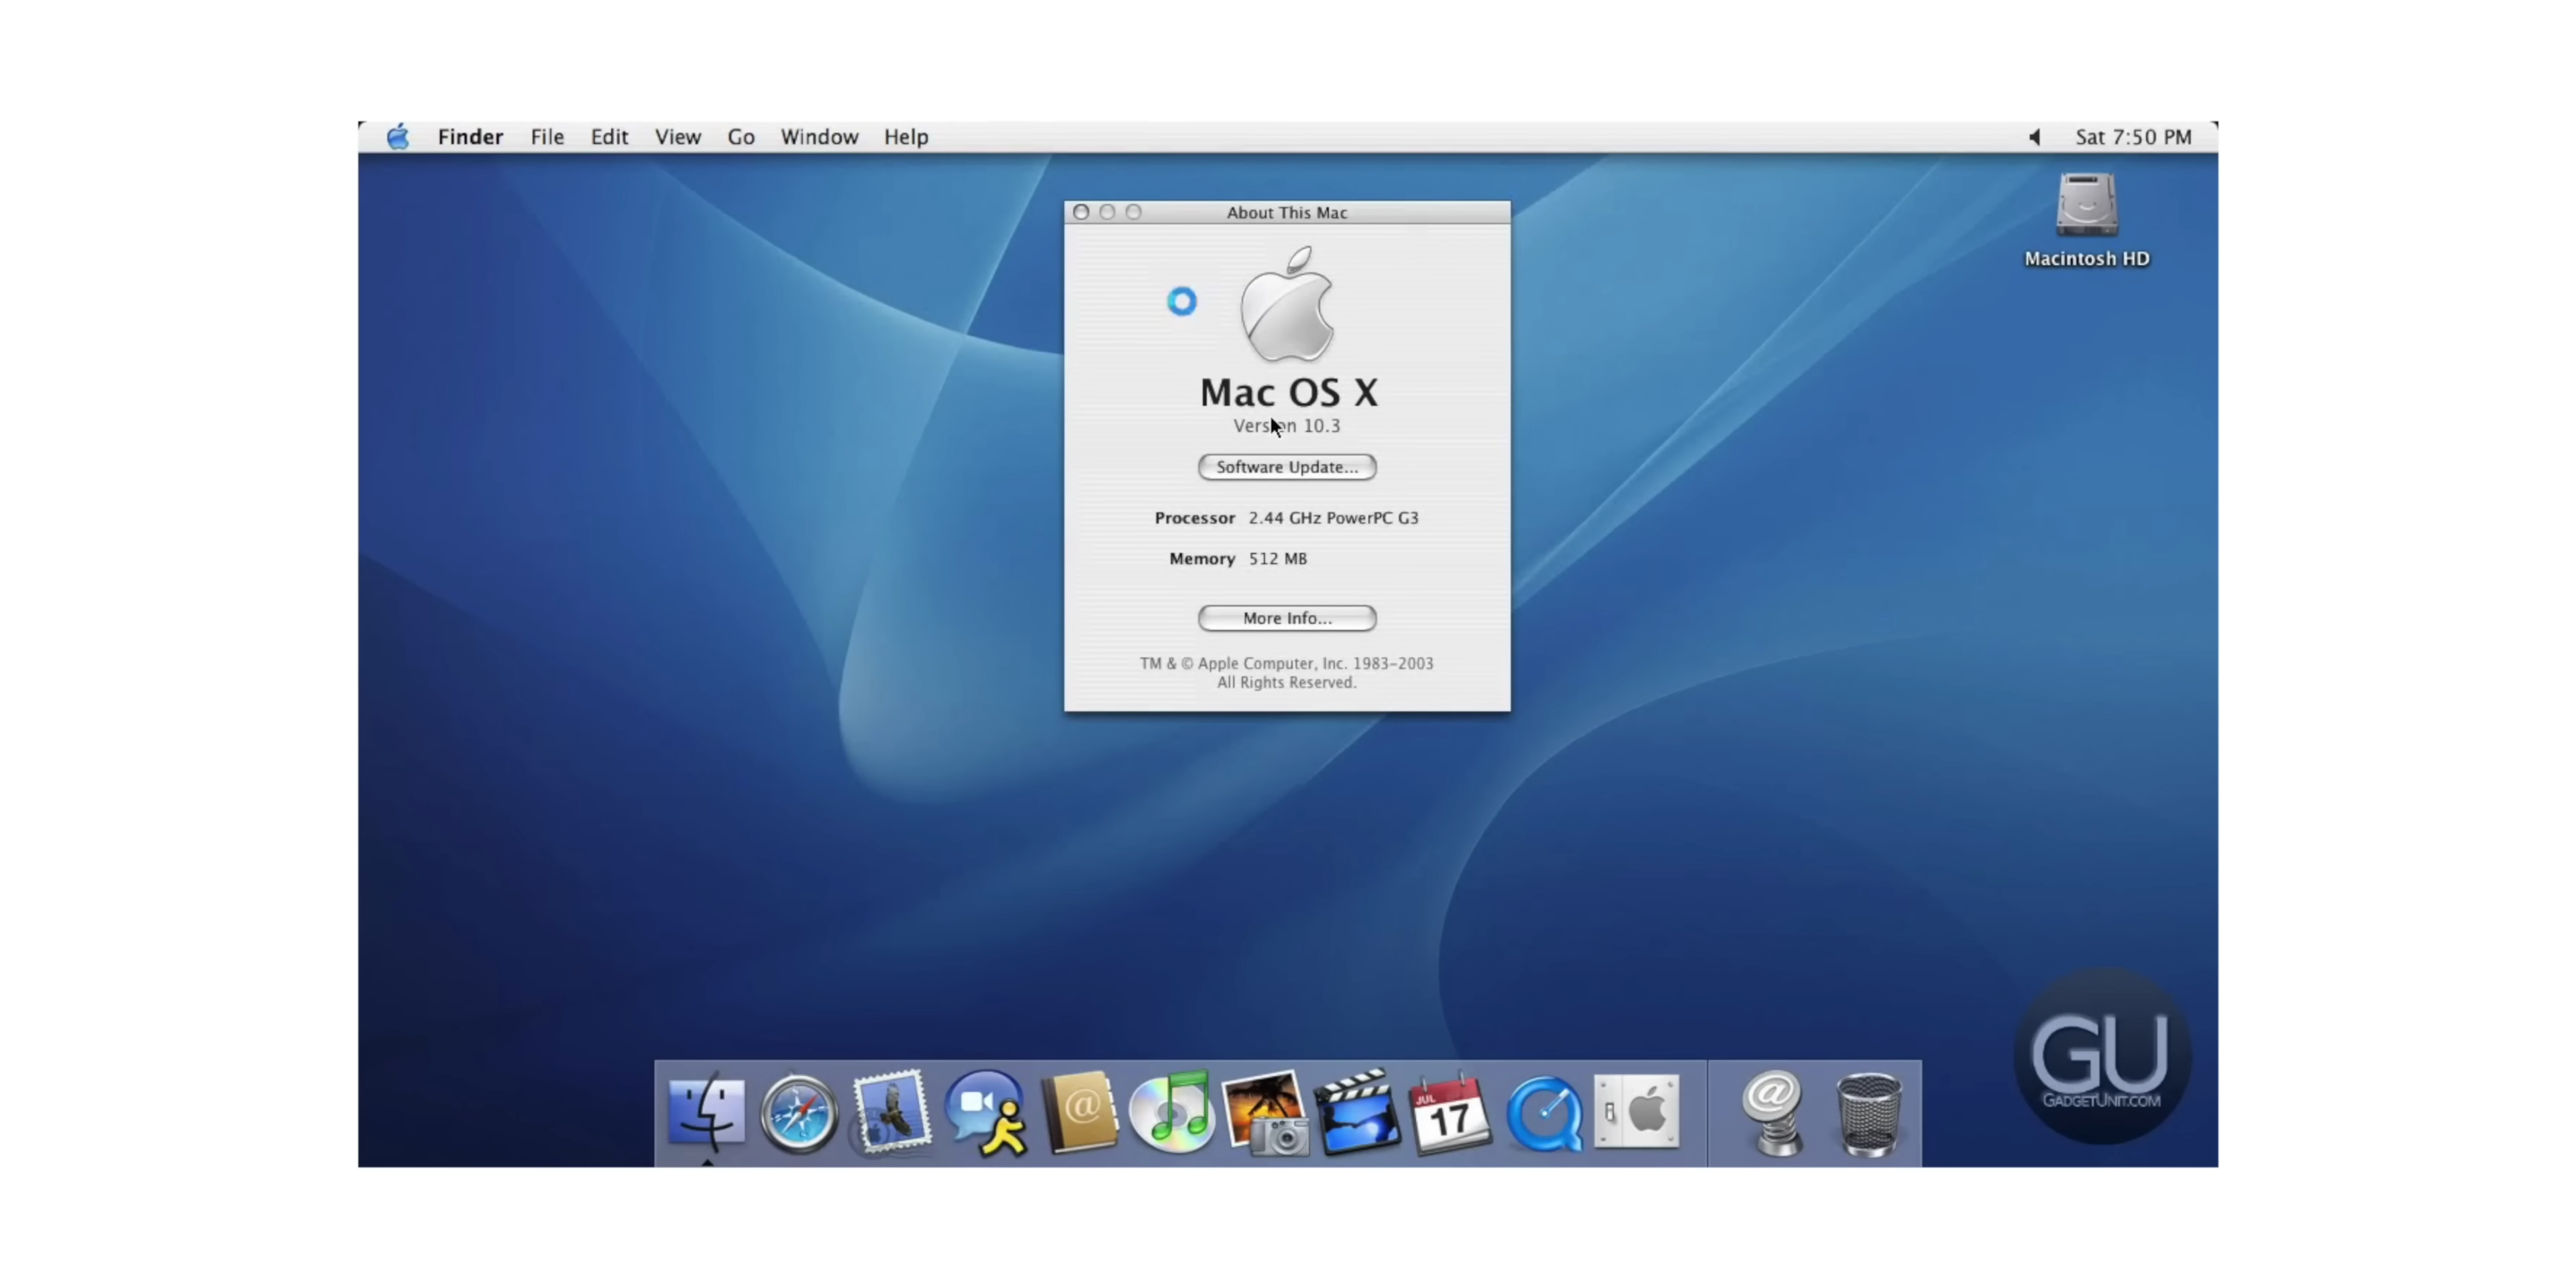 Finder File Edit View Go Window Help
Sat 7:50 PM
Macintosh HD
About This Mac
Mac OS X
Version 10.3
Software Update...
Processor 2.44 GHz PowerPC G3
Memory 512 MB
More Info...
TM & © Apple Computer, Inc. 1983–2003
All Rights Reserved.
GU
GADGETUNIT.COM
@
JUL
17
@